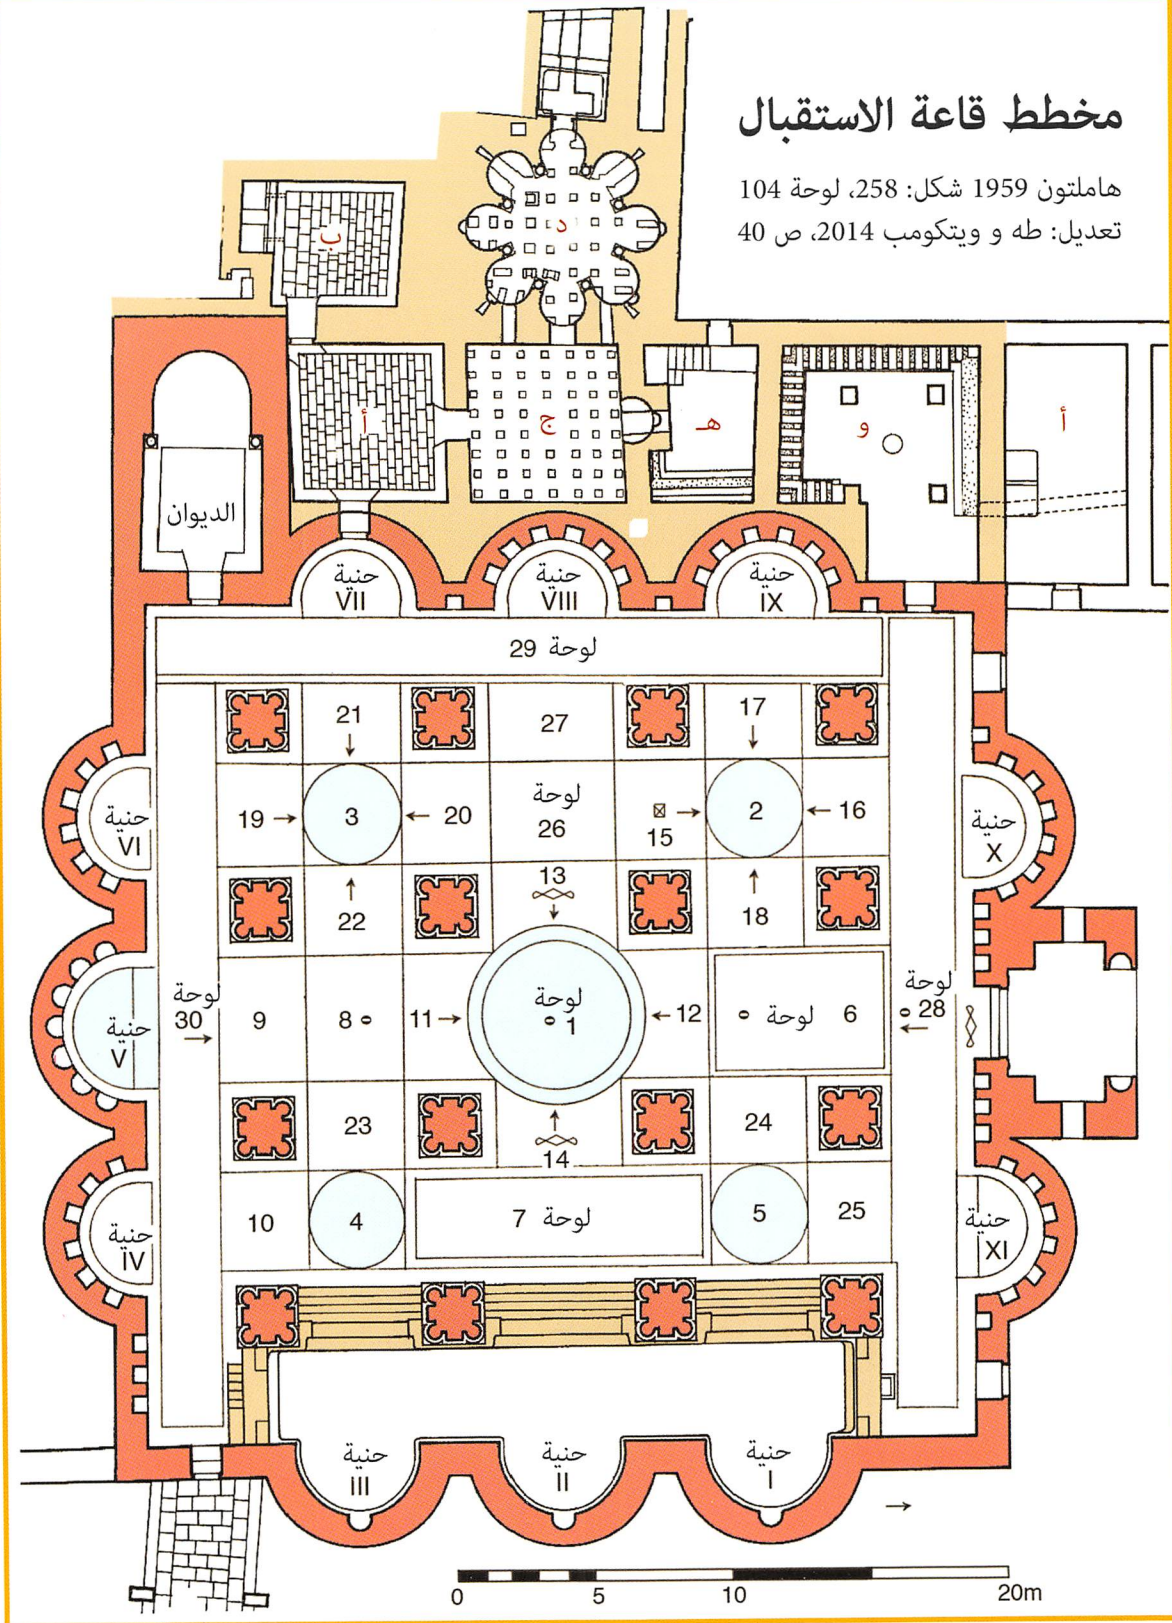 مخطط قاعة الاستقبال
هاملتون 1959 شكل: 258، لوحة 104
تعديل: طه و ويتكومب 2014، ص 40
ب
د
أ
ج
هـ
و
أ
الديوان
حنية
VII
حنية
VIII
حنية
IX
لوحة 29
21
27
17
حنية
VI
19
3
20
لوحة
26
15
2
16
حنية
X
13
22
18
حنية
V
لوحة
30
9
8
11
لوحة
1
12
لوحة 6
لوحة
28
23
14
24
حنية
IV
10
4
لوحة 7
5
25
حنية
XI
حنية
III
حنية
II
حنية
I
0 5 10 20m